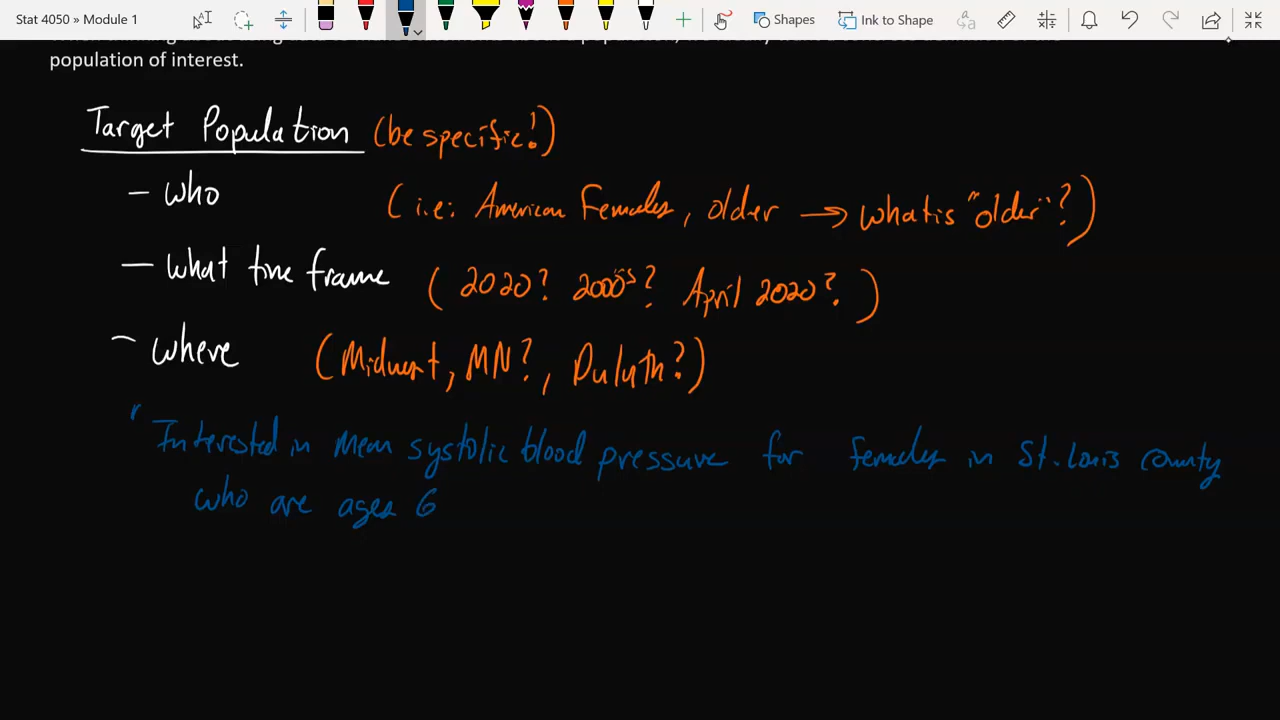 Stat 4050 » Module 1
Shapes
Ink to Shape
population of interest.
Target Population (be specific!)
- who (i.e: American Females, older → what is "older"?)
- what time frame (2020? 2000's? April 2020?)
- where (Midwest, MN?, Duluth?)
"Interested in mean systolic blood pressure for females in St. Louis county
who are ages 6